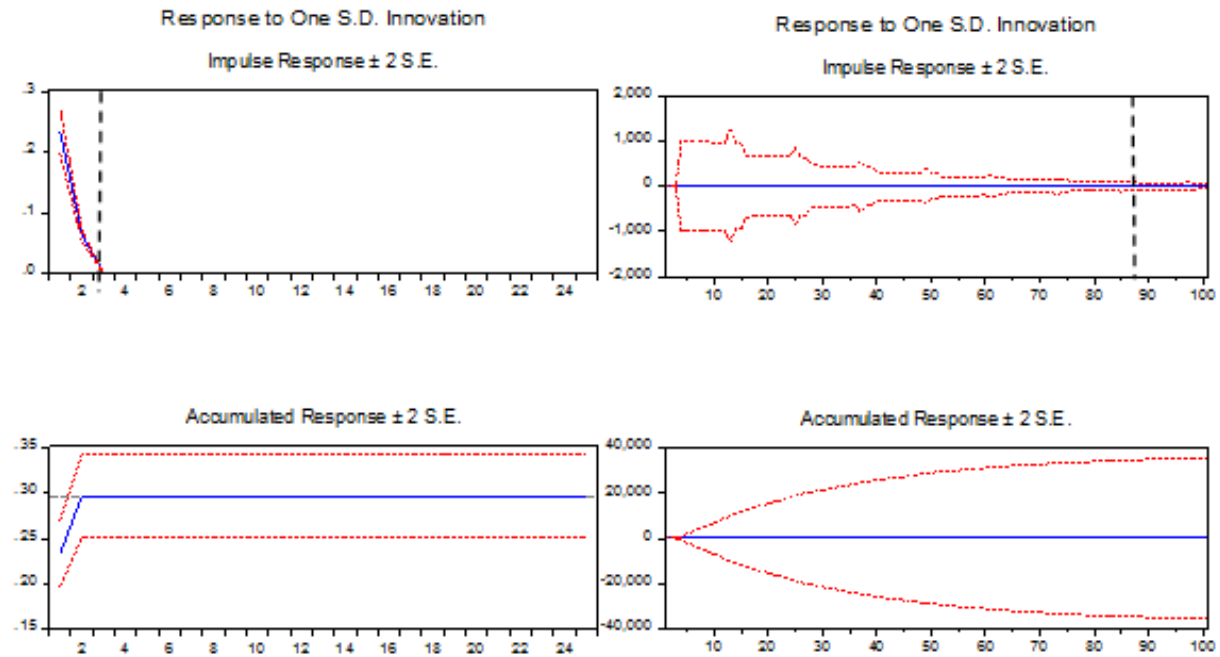 Response to One S.D. Innovation
Impulse Response ± 2 S.E.
.3
.2
.1
.0
2 4 6 8 10 12 14 16 18 20 22 24
Response to One S.D. Innovation
Impulse Response ± 2 S.E.
2,000
1,000
0
-1,000
-2,000
10 20 30 40 50 60 70 80 90 100
Accumulated Response ± 2 S.E.
.35
.30
.25
.20
.15
2 4 6 8 10 12 14 16 18 20 22 24
Accumulated Response ± 2 S.E.
40,000
20,000
0
-20,000
-40,000
10 20 30 40 50 60 70 80 90 100